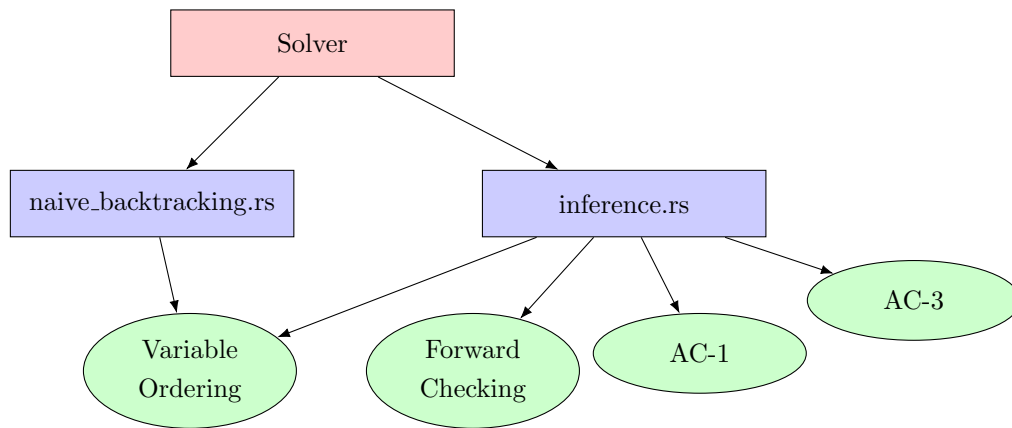 Solver
naive_backtracking.rs
inference.rs
AC-3
Variable
Ordering
Forward
Checking
AC-1